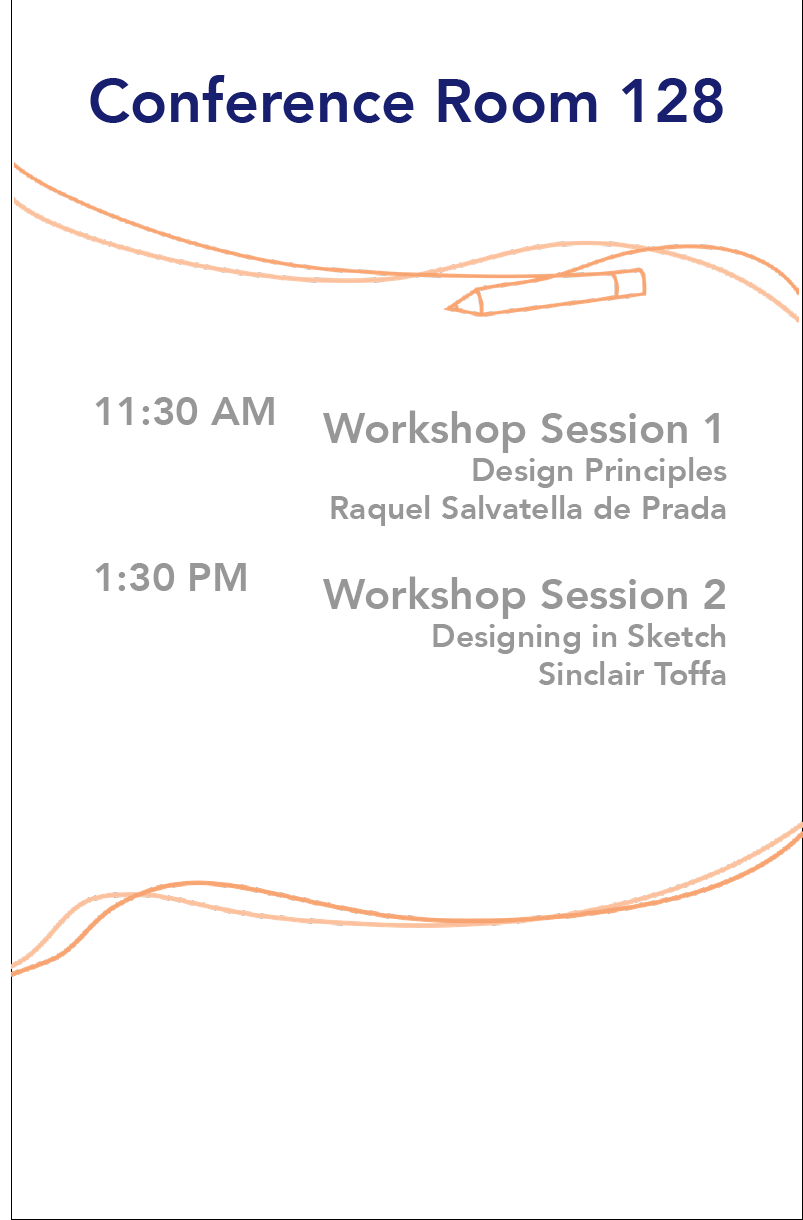 Conference Room 128
11:30 AM
Workshop Session 1
Design Principles
Raquel Salvatella de Prada
1:30 PM
Workshop Session 2
Designing in Sketch
Sinclair Toffa